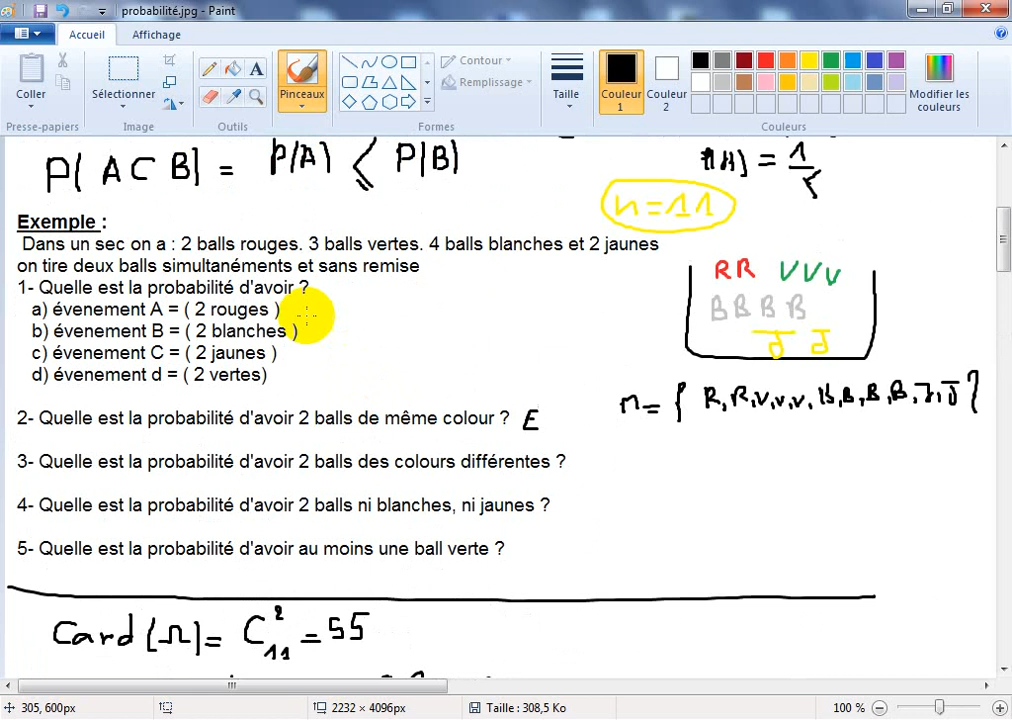 probabilité.jpg - Paint
Accueil
Affichage
Coller
Sélectionner
Pinceaux
Contour
Remplissage
Taille
Couleur 1
Couleur 2
Modifier les couleurs
Presse-papiers
Image
Outils
Formes
Couleurs
P( A ⊂ B) = P(A) ≤ P(B)
n=11
Exemple :
Dans un sec on a : 2 balls rouges. 3 balls vertes. 4 balls blanches et 2 jaunes
on tire deux balls simultanéments et sans remise
1- Quelle est la probabilité d'avoir ?
a) évenement A = ( 2 rouges )
b) évenement B = ( 2 blanches )
c) évenement C = ( 2 jaunes )
d) évenement d = ( 2 vertes)
R R V V V
B B B B
J J
n= { R, R, V, V, V, B, B, B, B, J, J }
2- Quelle est la probabilité d'avoir 2 balls de même colour ? E
3- Quelle est la probabilité d'avoir 2 balls des colours différentes ?
4- Quelle est la probabilité d'avoir 2 balls ni blanches, ni jaunes ?
5- Quelle est la probabilité d'avoir au moins une ball verte ?
Card(Ω)= C²₁₁ = 55
305, 600px
2232 × 4096px
Taille : 308,5 Ko
100 %